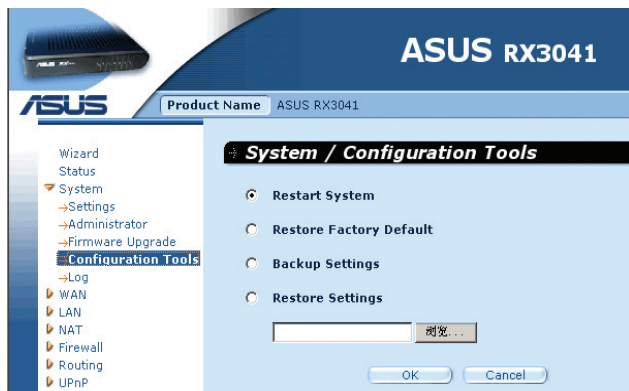 ASUS RX3041
ASUS
Product Name ASUS RX3041
Wizard
Status
System
Settings
Administrator
Firmware Upgrade
Configuration Tools
Log
WAN
LAN
NAT
Firewall
Routing
UPnP
System / Configuration Tools
Restart System
Restore Factory Default
Backup Settings
Restore Settings
浏览...
OK Cancel